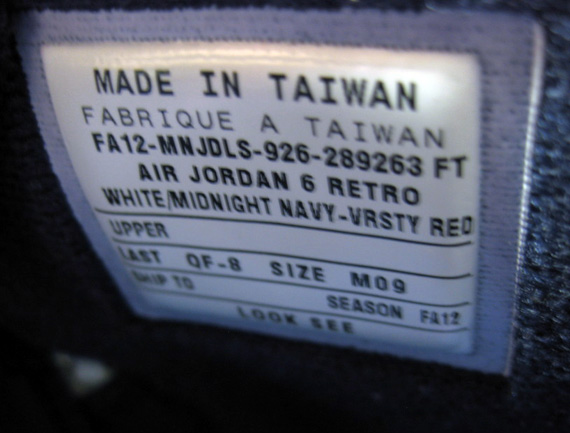 MADE IN TAIWAN
FABRIQUE A TAIWAN
FA12-MNJDLS-926-289263 FT
AIR JORDAN 6 RETRO
WHITE/MIDNIGHT NAVY-VRSTY RED
UPPER
LAST QF-8 SIZE M09
SHIP TO SEASON FA12
LOOK SEE